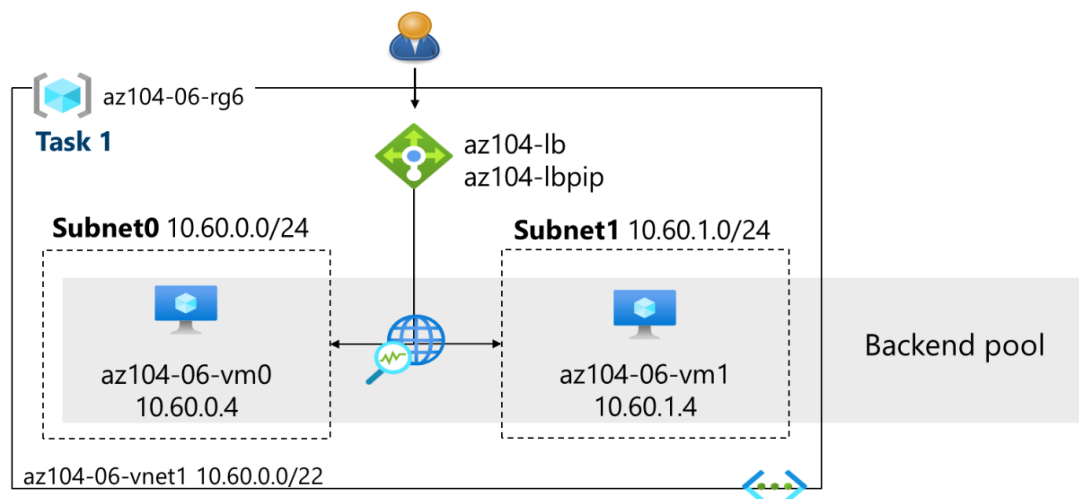 az104-06-rg6
Task 1
az104-lb
az104-lbpip
Subnet0 10.60.0.0/24
Subnet1 10.60.1.0/24
az104-06-vm0
10.60.0.4
az104-06-vm1
10.60.1.4
Backend pool
az104-06-vnet1 10.60.0.0/22